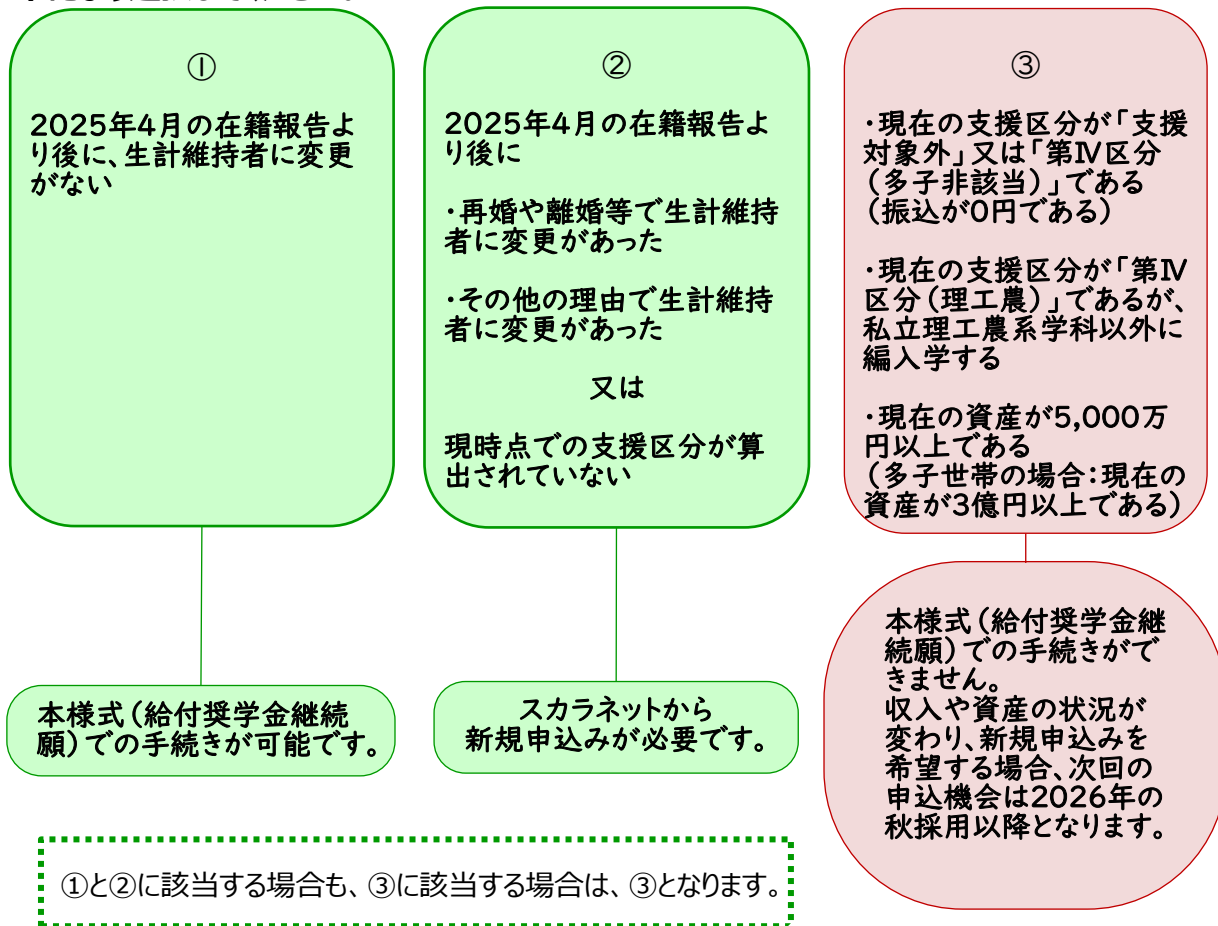 ①
2025年4月の在籍報告よ
り後に、生計維持者に変更
がない
本様式(給付奨学金継続
願)での手続きが可能です。
②
2025年4月の在籍報告よ
り後に
・再婚や離婚等で生計維持
者に変更があった
・その他の理由で生計維持
者に変更があった
又は
現時点での支援区分が算
出されていない
スカラネットから
新規申込みが必要です。
③
・現在の支援区分が「支援
対象外」又は「第Ⅳ区分
(多子非該当)」である
(振込が0円である)
・現在の支援区分が「第Ⅳ
区分(理工農)」であるが、
私立理工農系学科以外に
編入学する
・現在の資産が5,000万
円以上である
(多子世帯の場合:現在の
資産が3億円以上である)
本様式(給付奨学金継
続願)での手続きがで
きません。
収入や資産の状況が
変わり、新規申込みを
希望する場合、次回の
申込機会は2026年の
秋採用以降となります。
①と②に該当する場合も、③に該当する場合は、③となります。